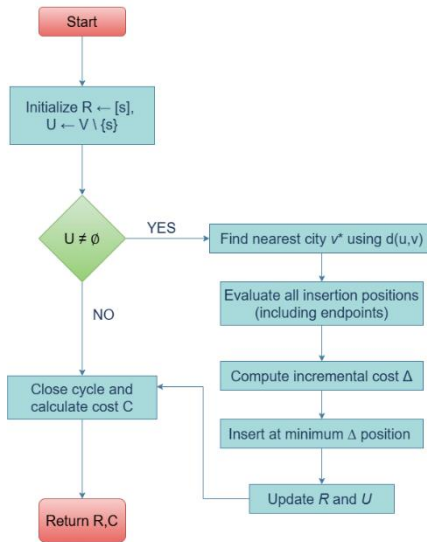 Start
Initialize R ← [s],
U ← V \ {s}
U ≠ ∅
YES
Find nearest city v* using d(u,v)
Evaluate all insertion positions
(including endpoints)
NO
Compute incremental cost Δ
Close cycle and
calculate cost C
Insert at minimum Δ position
Update R and U
Return R,C